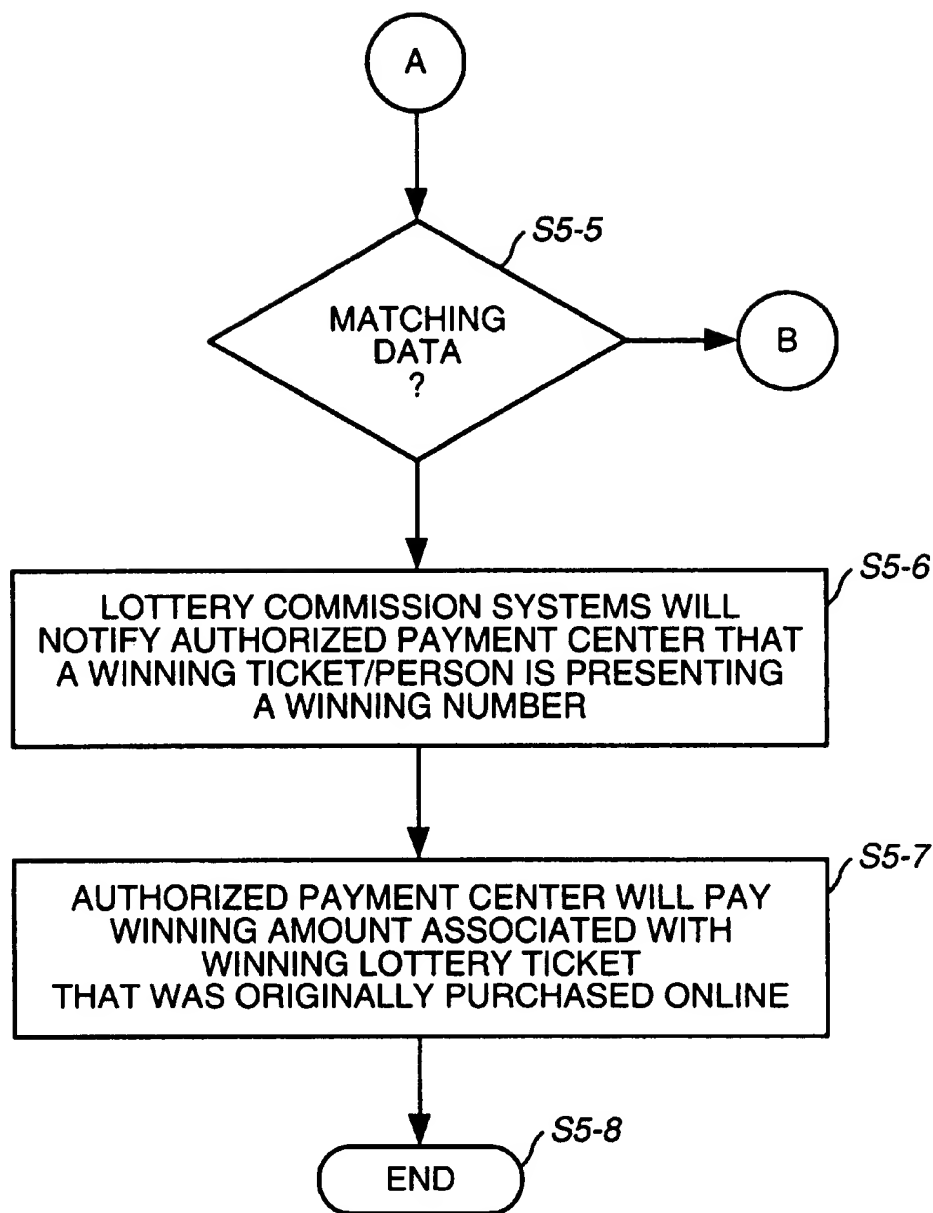 A
S5-5
MATCHING
DATA
?
B
S5-6
LOTTERY COMMISSION SYSTEMS WILL
NOTIFY AUTHORIZED PAYMENT CENTER THAT
A WINNING TICKET/PERSON IS PRESENTING
A WINNING NUMBER
S5-7
AUTHORIZED PAYMENT CENTER WILL PAY
WINNING AMOUNT ASSOCIATED WITH
WINNING LOTTERY TICKET
THAT WAS ORIGINALLY PURCHASED ONLINE
S5-8
END